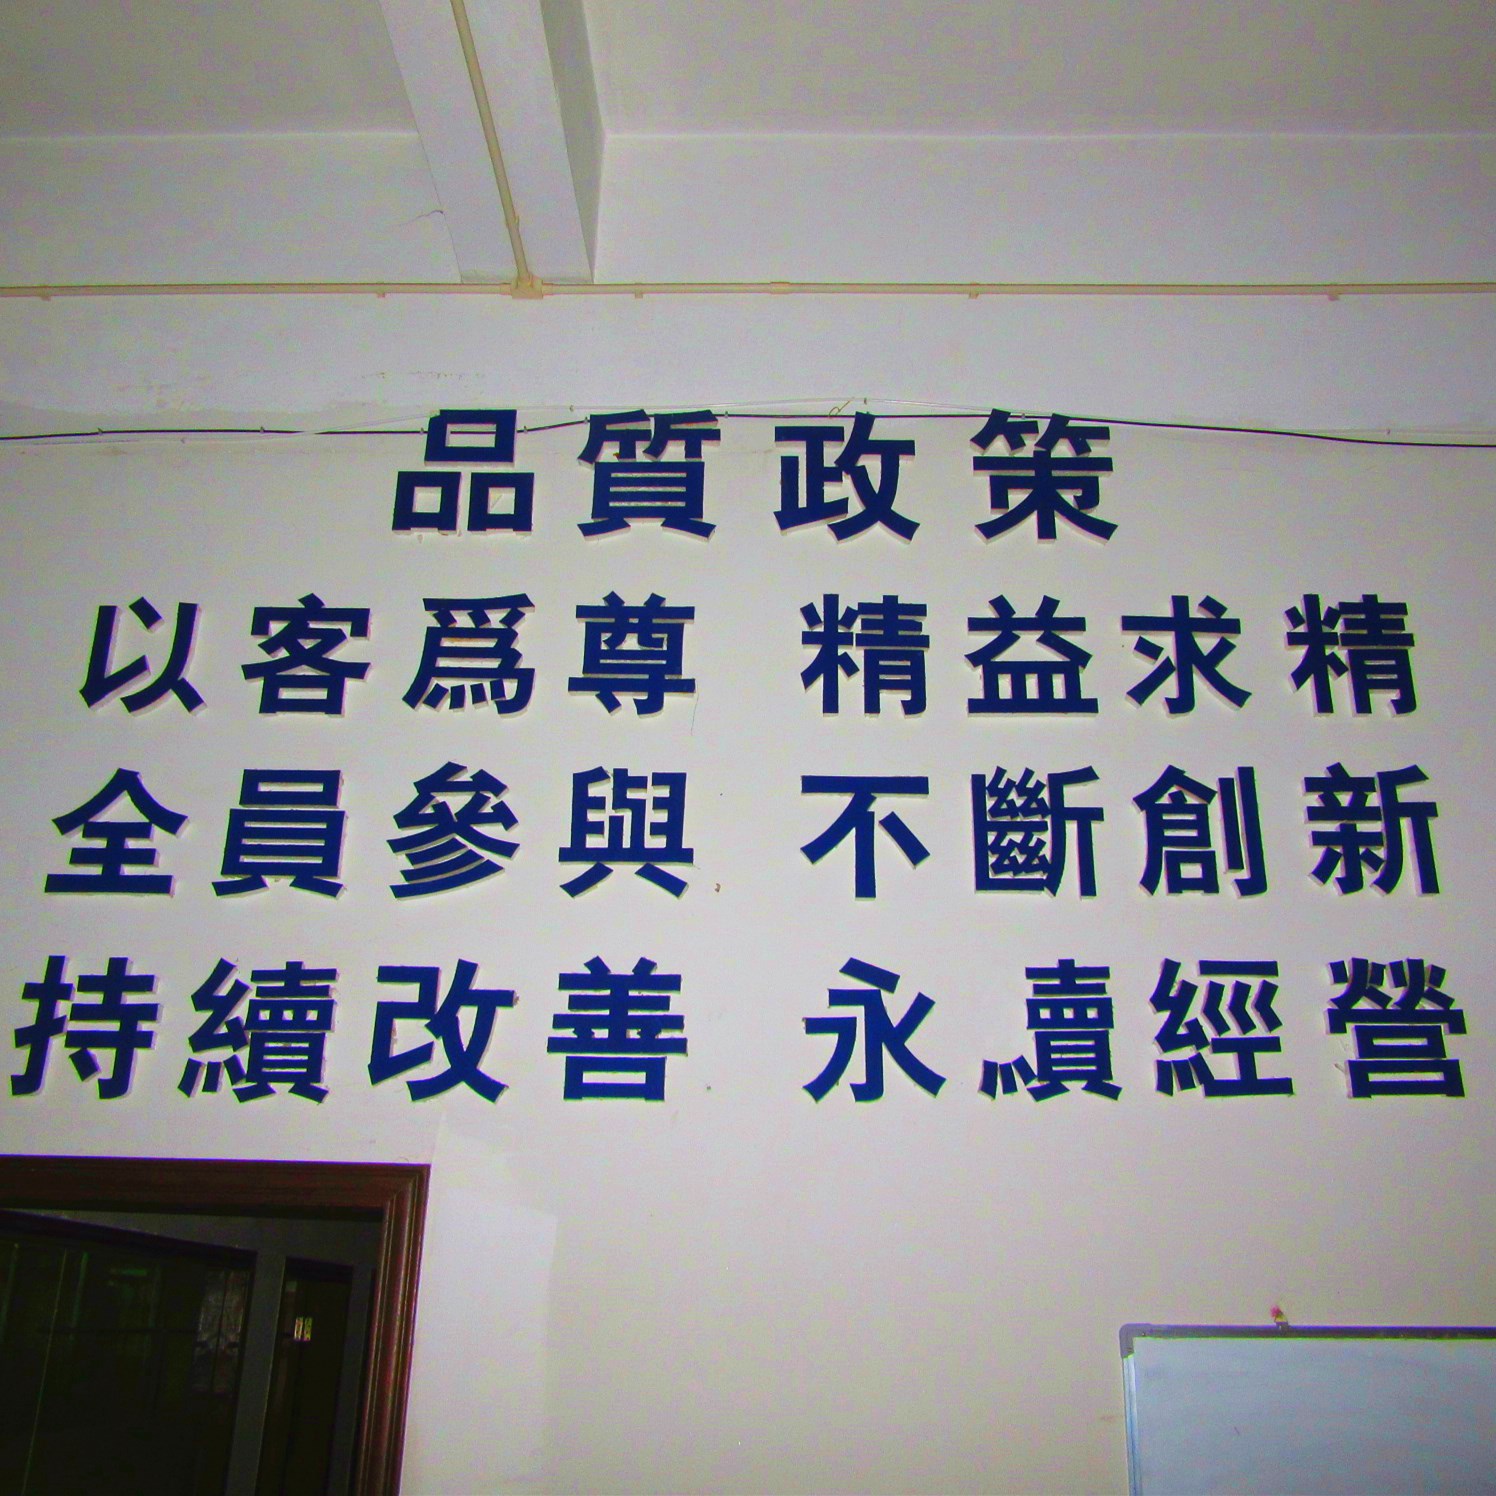 品質政策
以客爲尊 精益求精
全員參與 不斷創新
持續改善 永續經營